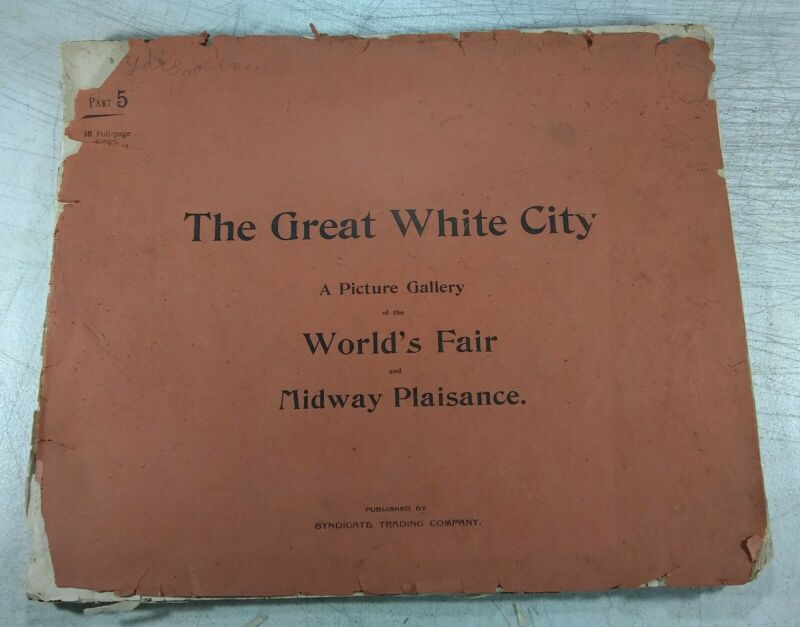 PART 5
16 Full-page
Views.
The Great White City
A Picture Gallery
of the
World's Fair
and
Midway Plaisance.
PUBLISHED BY
SYNDICATE TRADING COMPANY.